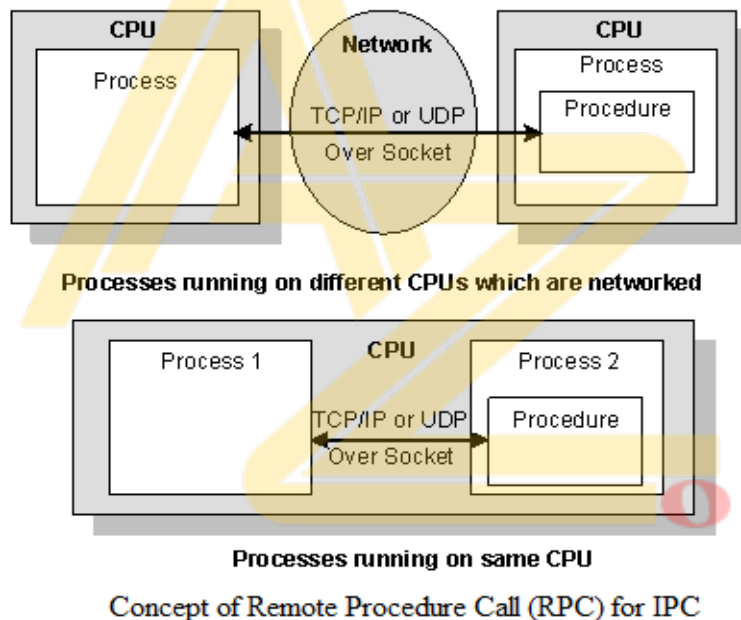 CPU
Network
CPU
Process
Process
Procedure
TCP/IP or UDP
Over Socket
Processes running on different CPUs which are networked
CPU
Process 1
Process 2
Procedure
TCP/IP or UDP
Over Socket
Processes running on same CPU
Concept of Remote Procedure Call (RPC) for IPC